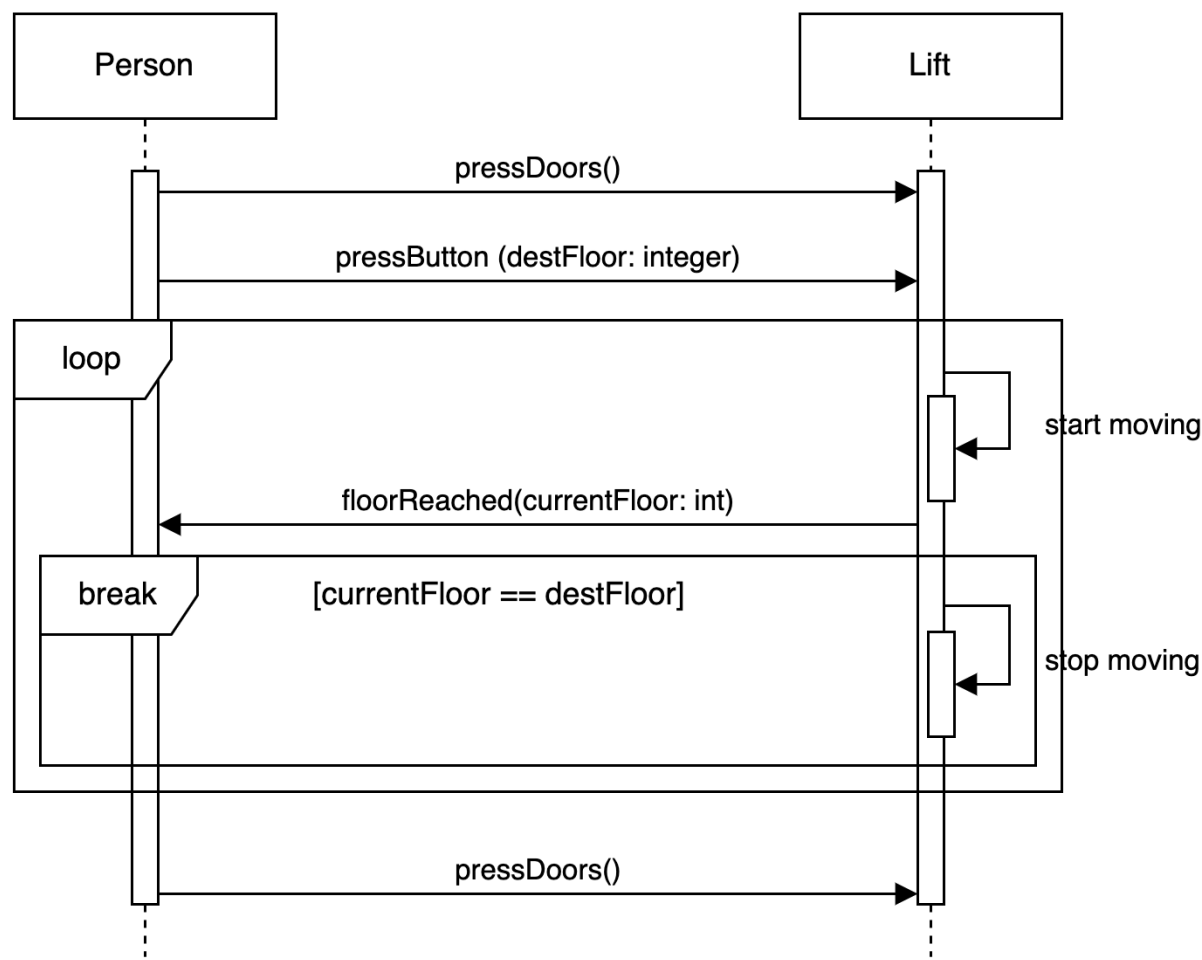 Person
Lift
pressDoors()
pressButton (destFloor: integer)
loop
start moving
floorReached(currentFloor: int)
break
[currentFloor == destFloor]
stop moving
pressDoors()